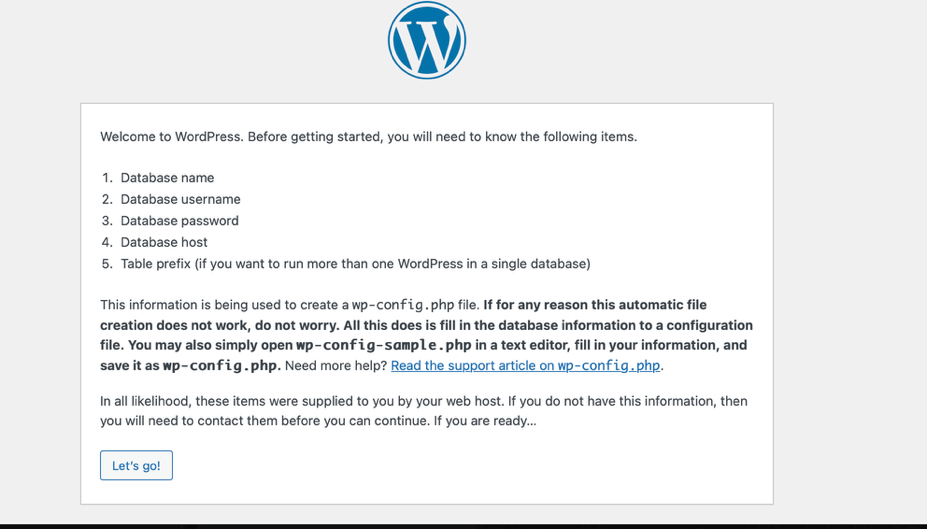 Welcome to WordPress. Before getting started, you will need to know the following items.
1. Database name
2. Database username
3. Database password
4. Database host
5. Table prefix (if you want to run more than one WordPress in a single database)
This information is being used to create a wp-config.php file. If for any reason this automatic file
creation does not work, do not worry. All this does is fill in the database information to a configuration
file. You may also simply open wp-config-sample.php in a text editor, fill in your information, and
save it as wp-config.php. Need more help? Read the support article on wp-config.php.
In all likelihood, these items were supplied to you by your web host. If you do not have this information, then
you will need to contact them before you can continue. If you are ready…
Let's go!